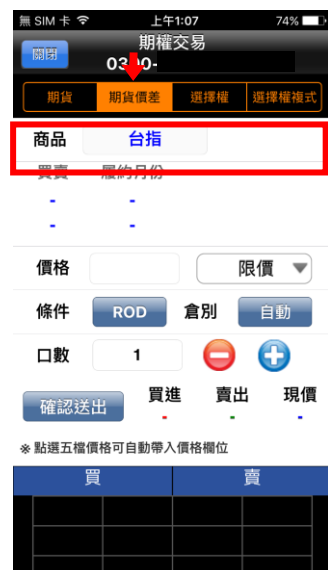 無 SIM 卡 上午1:07 74%
期權交易
關閉
期貨 期貨價差 選擇權 選擇權複式
商品 台指
買賣 履約月份
- -
- -
價格 限價 ▼
條件 ROD 倉別 自動
口數 1
確認送出 買進 賣出 現價
- - -
※ 點選五檔價格可自動帶入價格欄位
買 賣